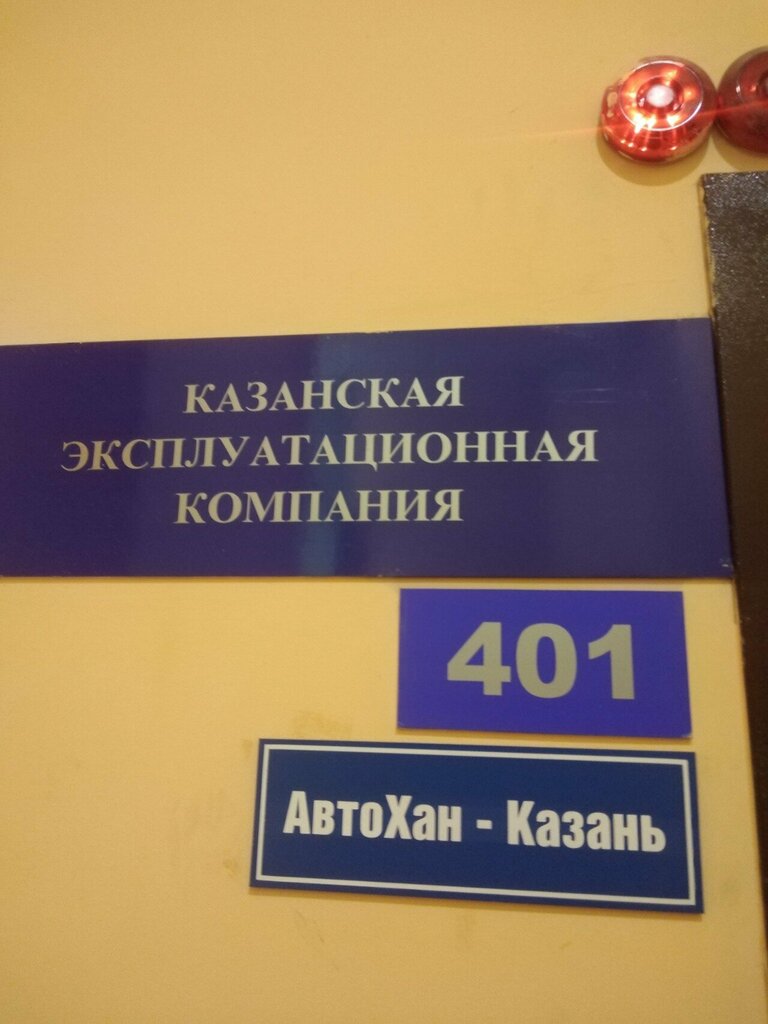 КАЗАНСКАЯ
ЭКСПЛУАТАЦИОННАЯ
КОМПАНИЯ
401
АвтоХан - Казань